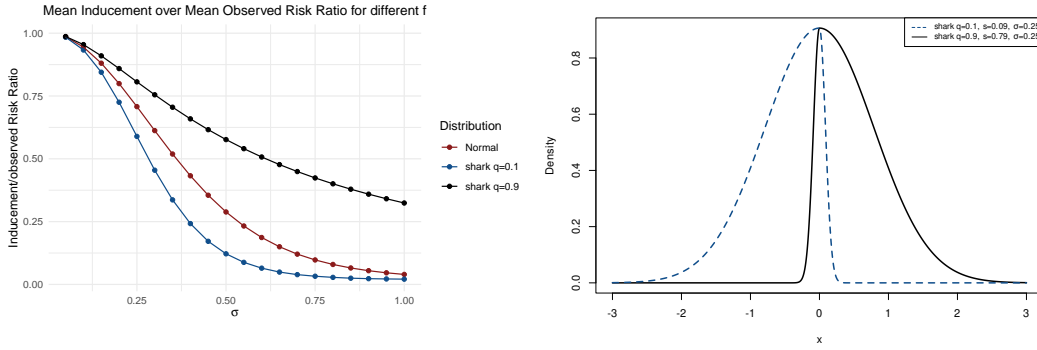 Mean Inducement over Mean Observed Risk Ratio for different f
Inducement/observed Risk Ratio
1.00
0.75
0.50
0.25
0.00
0.25
0.50
0.75
1.00
σ
Distribution
Normal
shark q=0.1
shark q=0.9
Density
0.8
0.6
0.4
0.2
0.0
-3
-2
-1
0
1
2
3
x
shark q=0.1, s=0.09, σ=0.25
shark q=0.9, s=0.79, σ=0.25